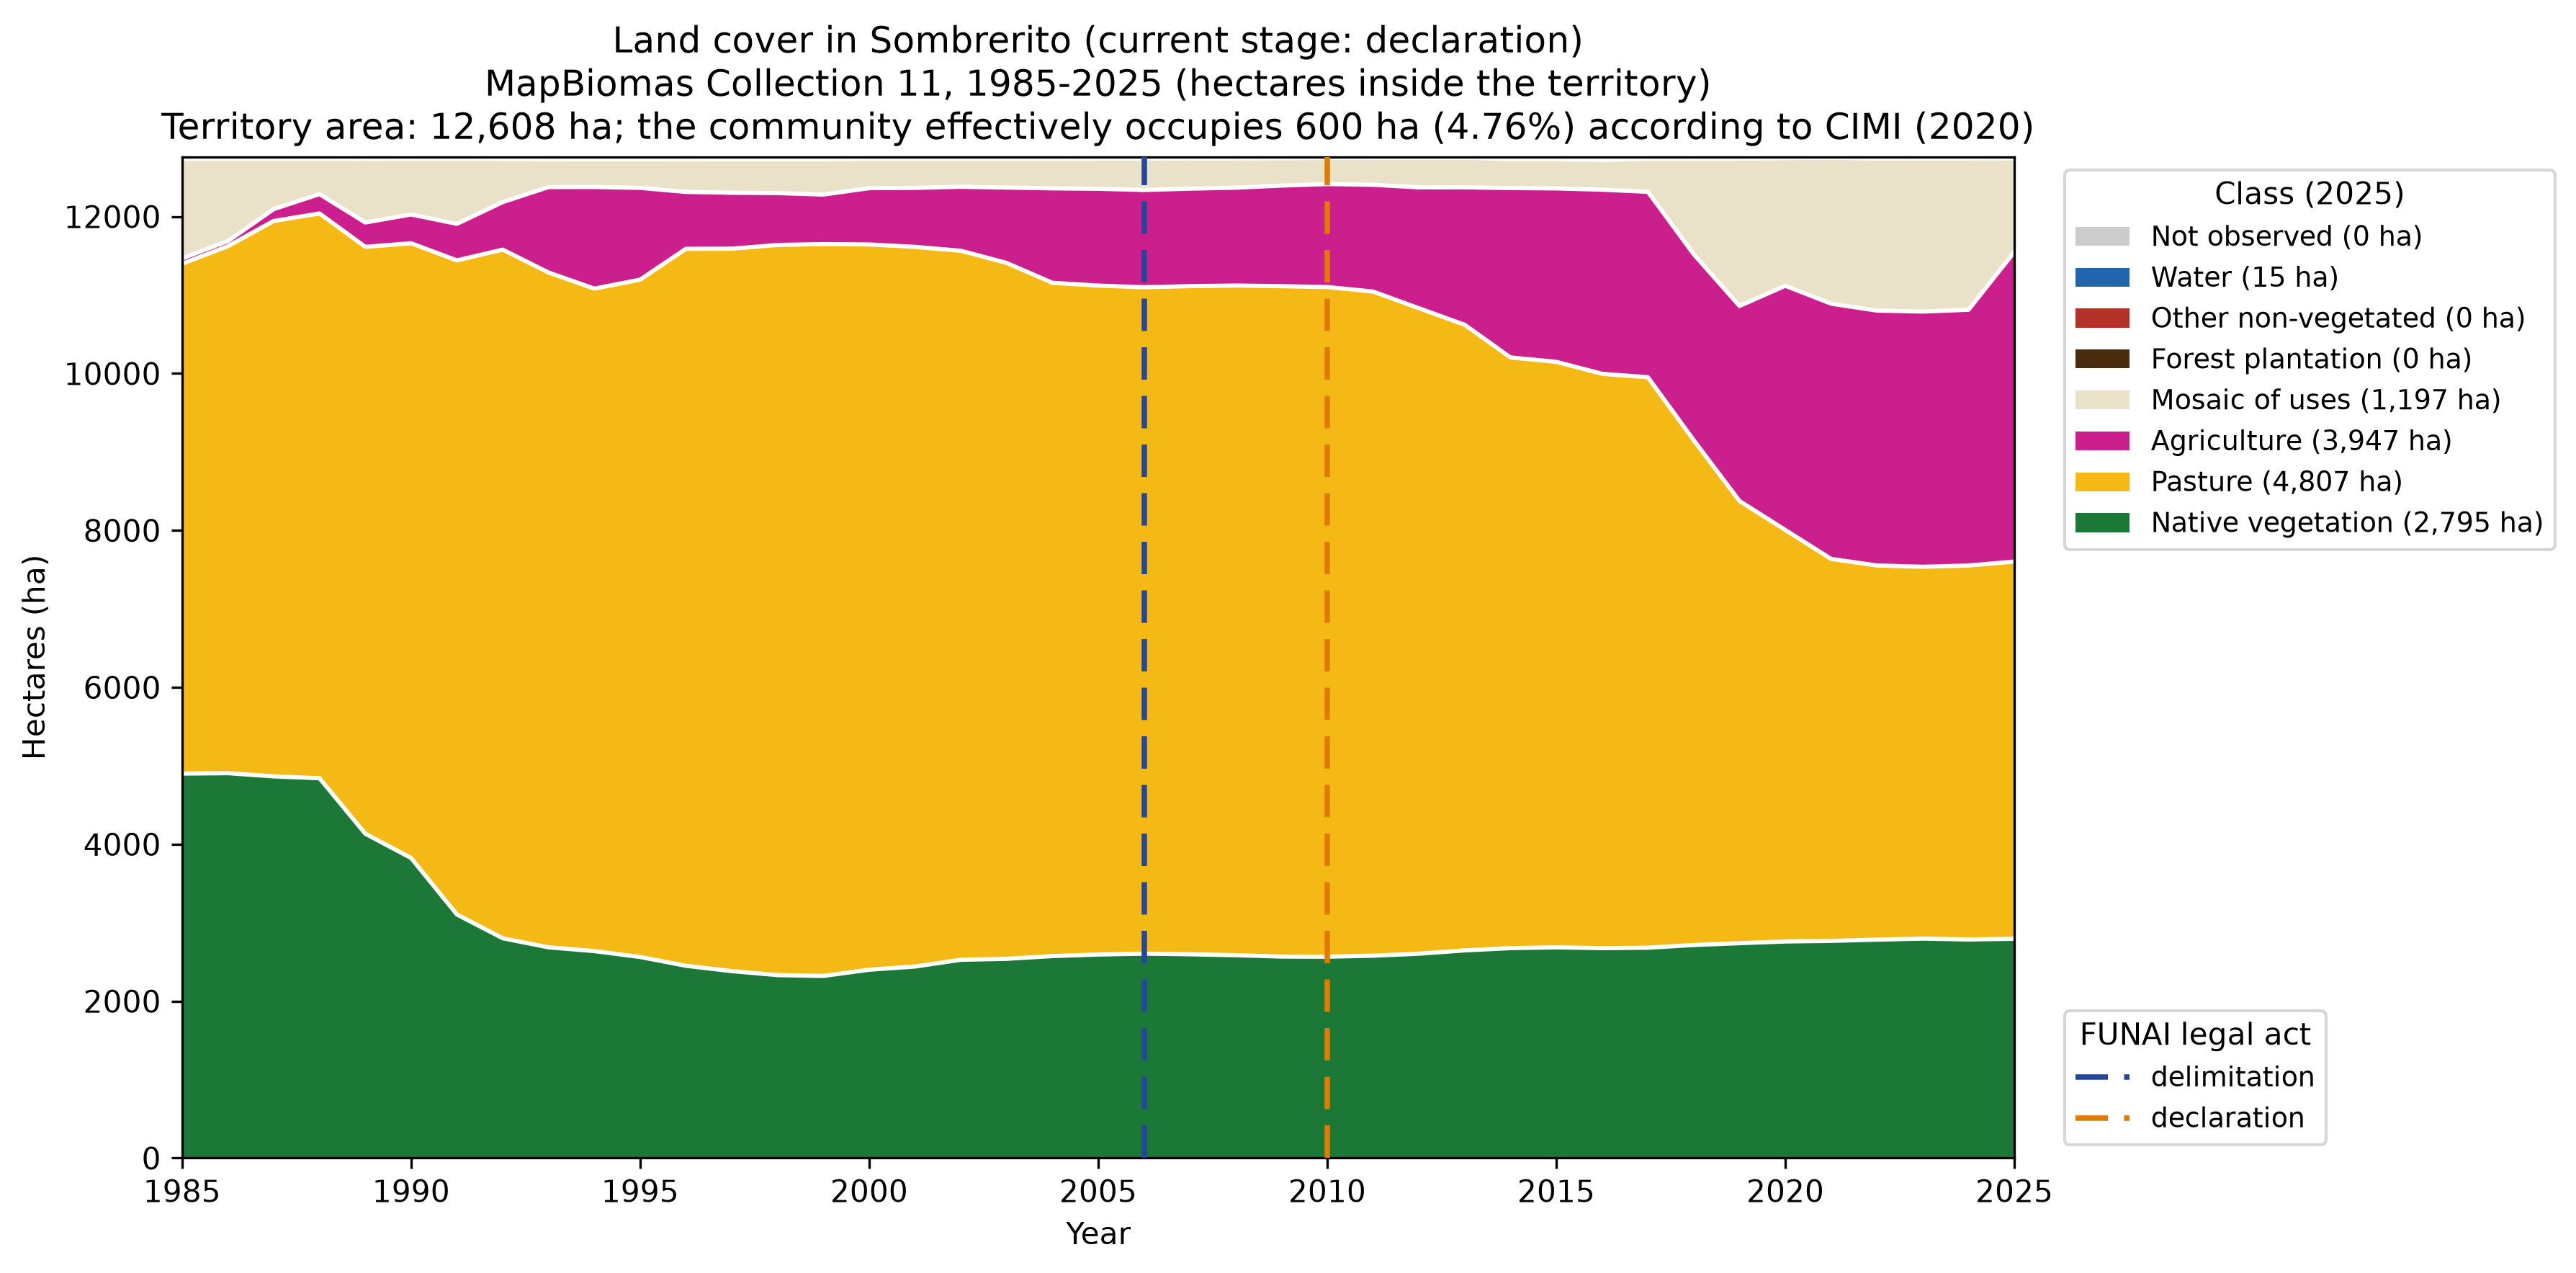 Land cover in Sombrerito (current stage: declaration)
MapBiomas Collection 11, 1985-2025 (hectares inside the territory)
Territory area: 12,608 ha; the community effectively occupies 600 ha (4.76%) according to CIMI (2020)
Hectares (ha)
12000
10000
8000
6000
4000
2000
0
1985 1990 1995 2000 2005 2010 2015 2020 2025
Year
Class (2025)
Not observed (0 ha)
Water (15 ha)
Other non-vegetated (0 ha)
Forest plantation (0 ha)
Mosaic of uses (1,197 ha)
Agriculture (3,947 ha)
Pasture (4,807 ha)
Native vegetation (2,795 ha)
FUNAI legal act
delimitation
declaration